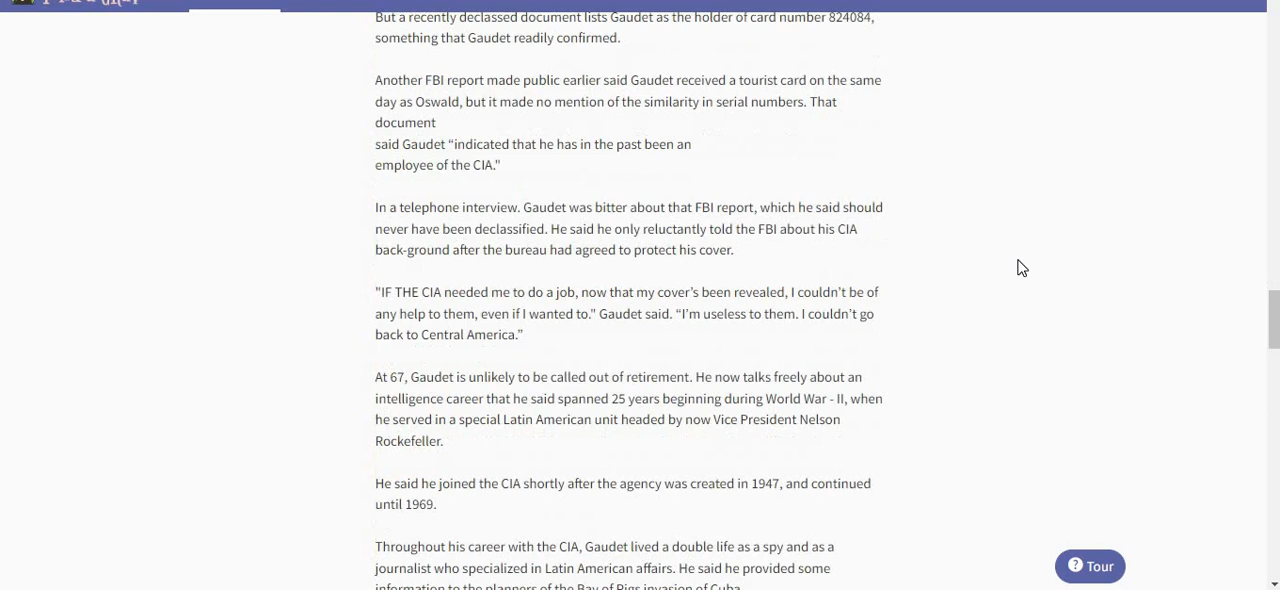 But a recently declassed document lists Gaudet as the holder of card number 824084,
something that Gaudet readily confirmed.
Another FBI report made public earlier said Gaudet received a tourist card on the same
day as Oswald, but it made no mention of the similarity in serial numbers. That
document
said Gaudet “indicated that he has in the past been an
employee of the CIA."
In a telephone interview. Gaudet was bitter about that FBI report, which he said should
never have been declassified. He said he only reluctantly told the FBI about his CIA
back-ground after the bureau had agreed to protect his cover.
"IF THE CIA needed me to do a job, now that my cover’s been revealed, I couldn’t be of
any help to them, even if I wanted to." Gaudet said. “I’m useless to them. I couldn’t go
back to Central America.”
At 67, Gaudet is unlikely to be called out of retirement. He now talks freely about an
intelligence career that he said spanned 25 years beginning during World War - II, when
he served in a special Latin American unit headed by now Vice President Nelson
Rockefeller.
He said he joined the CIA shortly after the agency was created in 1947, and continued
until 1969.
Throughout his career with the CIA, Gaudet lived a double life as a spy and as a
journalist who specialized in Latin American affairs. He said he provided some
information to the planners of the Bay of Pigs invasion of Cuba
Tour